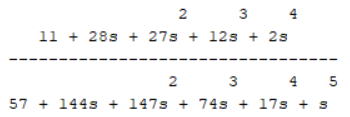 2 3 4
11 + 28s + 27s + 12s + 2s
---------------------------------
2 3 4 5
57 + 144s + 147s + 74s + 17s + s